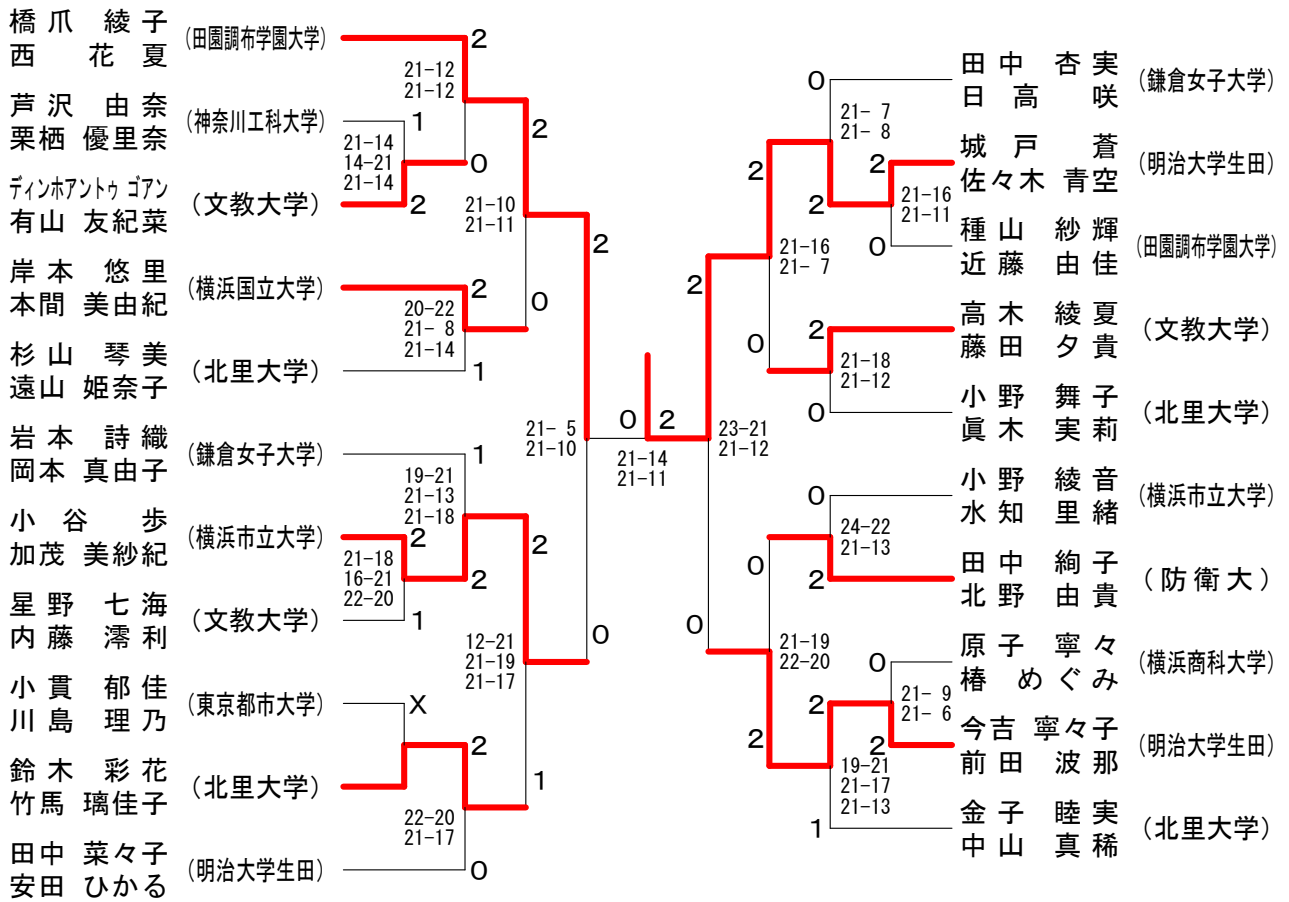 橋爪 綾子
西 花夏
(田園調布学園大学)
2
21-12
21-12
芦沢 由奈
栗栖 優里奈
(神奈川工科大学)
1
21-14
14-21
21-14
0
2
ディンホアントゥ ゴアン
有山 友紀菜
(文教大学)
2
21-10
21-11
2
岸本 悠里
本間 美由紀
(横浜国立大学)
2
20-22
21- 8
21-14
0
杉山 琴美
遠山 姫奈子
(北里大学)
1
21- 5
21-10
岩本 詩織
岡本 真由子
(鎌倉女子大学)
1
19-21
21-13
21-18
小谷 歩
加茂 美紗紀
(横浜市立大学)
2
21-18
16-21
22-20
2
2
星野 七海
内藤 澪利
(文教大学)
1
12-21
21-19
21-17
0
小貫 郁佳
川島 理乃
(東京都市大学)
X
2
鈴木 彩花
竹馬 璃佳子
(北里大学)
22-20
21-17
1
田中 菜々子
安田 ひかる
(明治大学生田)
0
0
2
21-14
21-11
田中 杏実
日高 咲
(鎌倉女子大学)
0
21- 7
21- 8
城戸 蒼
佐々木 青空
(明治大学生田)
2
21-16
21-11
2
2
種山 紗輝
近藤 由佳
(田園調布学園大学)
0
21-16
21- 7
2
高木 綾夏
藤田 夕貴
(文教大学)
2
21-18
21-12
0
小野 舞子
眞木 実莉
(北里大学)
0
23-21
21-12
小野 綾音
水知 里緒
(横浜市立大学)
0
24-22
21-13
田中 絢子
北野 由貴
(防衛大)
2
0
0
21-19
22-20
原子 寧々
椿 めぐみ
(横浜商科大学)
0
21- 9
21- 6
2
今吉 寧々子
前田 波那
(明治大学生田)
2
2
19-21
21-17
21-13
金子 睦実
中山 真稀
(北里大学)
1